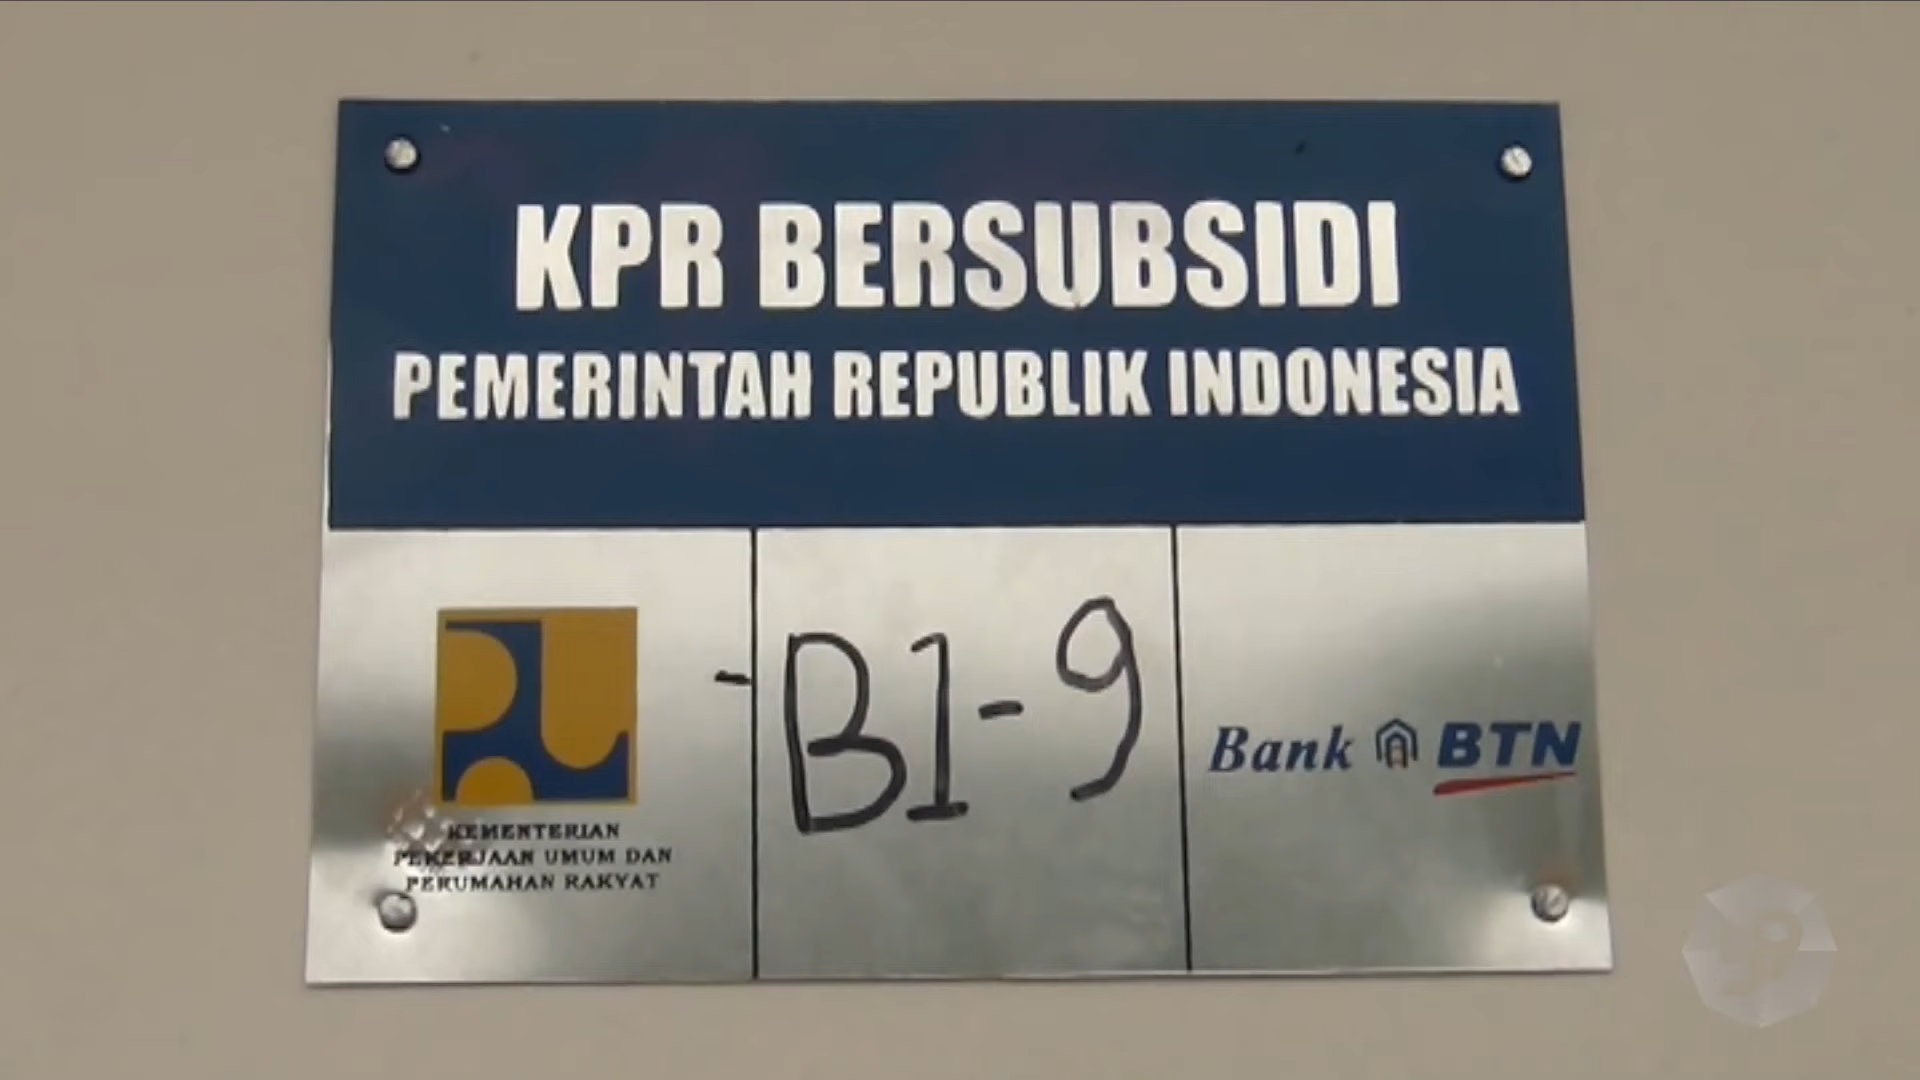 KPR BERSUBSIDI
PEMERINTAH REPUBLIK INDONESIA
KEMENTERIAN
PEKERJAAN UMUM DAN
PERUMAHAN RAKYAT
- B1-9
Bank BTN